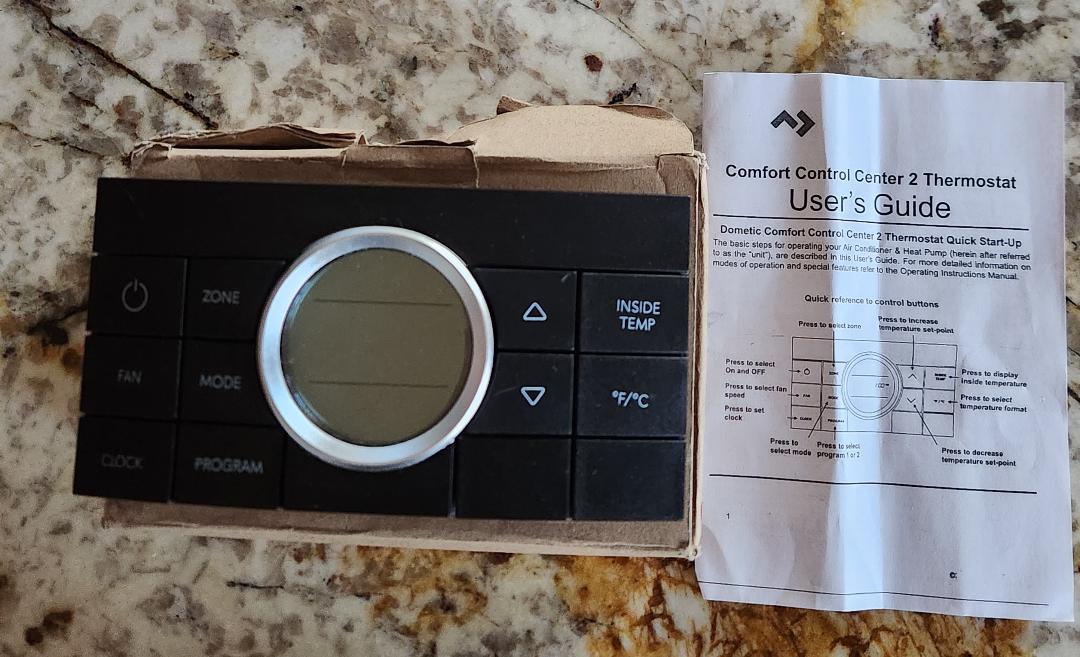 ZONE
INSIDE
TEMP
FAN
MODE
°F/°C
CLOCK
PROGRAM
Comfort Control Center 2 Thermostat
User's Guide
Dometic Comfort Control Center 2 Thermostat Quick Start-Up
The basic steps for operating your Air Conditioner & Heat Pump (herein after referred
to as the "unit"), are described in this User's Guide. For more detailed information on
modes of operation and special features refer to the Operating Instructions Manual.
Quick reference to control buttons
Press to select zone
Press to increase
temperature set-point
Press to select
On and OFF
Press to select fan
speed
Press to set
clock
Press to display
inside temperature
Press to select
temperature format
Press to
select mode
Press to select
program 1 or 2
Press to decrease
temperature set-point
ZONE
FAN
MODE
CLOCK
PROGRAM
1